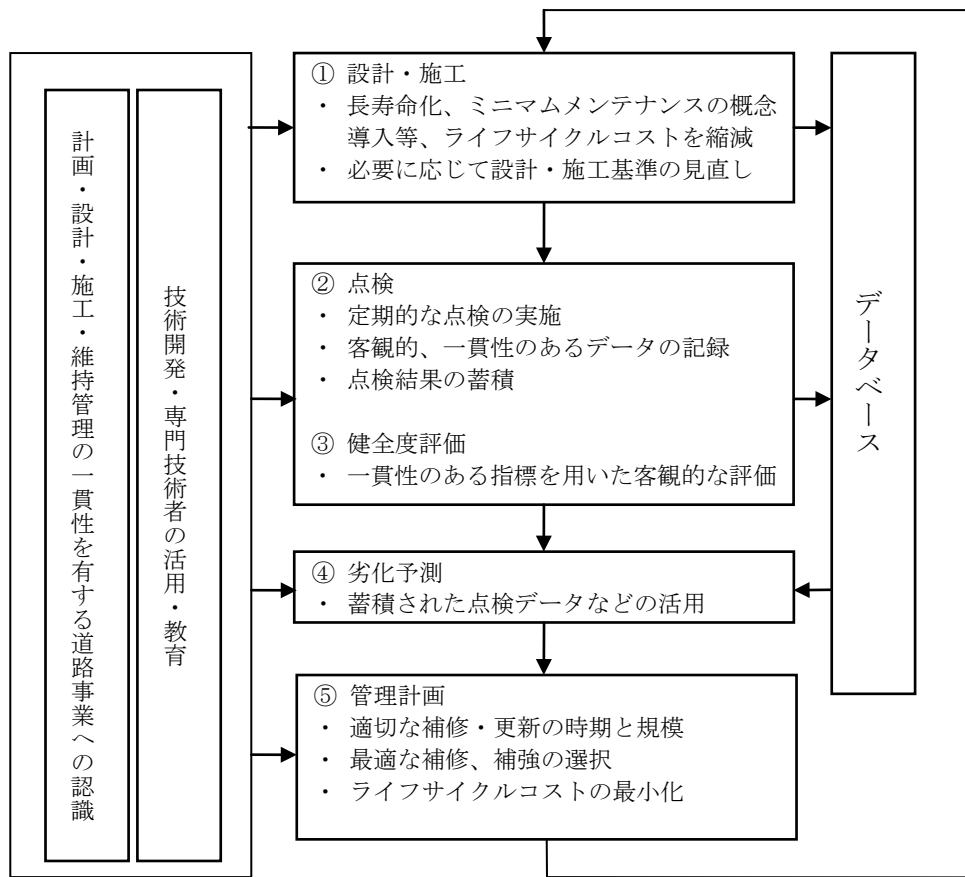 計画・設計・施工・維持管理の一貫性を有する道路事業への認識
技術開発・専門技術者の活用・教育
① 設計・施工
・ 長寿命化、ミニマムメンテナンスの概念
導入等、ライフサイクルコストを縮減
・ 必要に応じて設計・施工基準の見直し
② 点検
・ 定期的な点検の実施
・ 客観的、一貫性のあるデータの記録
・ 点検結果の蓄積
③ 健全度評価
・ 一貫性のある指標を用いた客観的な評価
④ 劣化予測
・ 蓄積された点検データなどの活用
⑤ 管理計画
・ 適切な補修・更新の時期と規模
・ 最適な補修、補強の選択
・ ライフサイクルコストの最小化
データベース